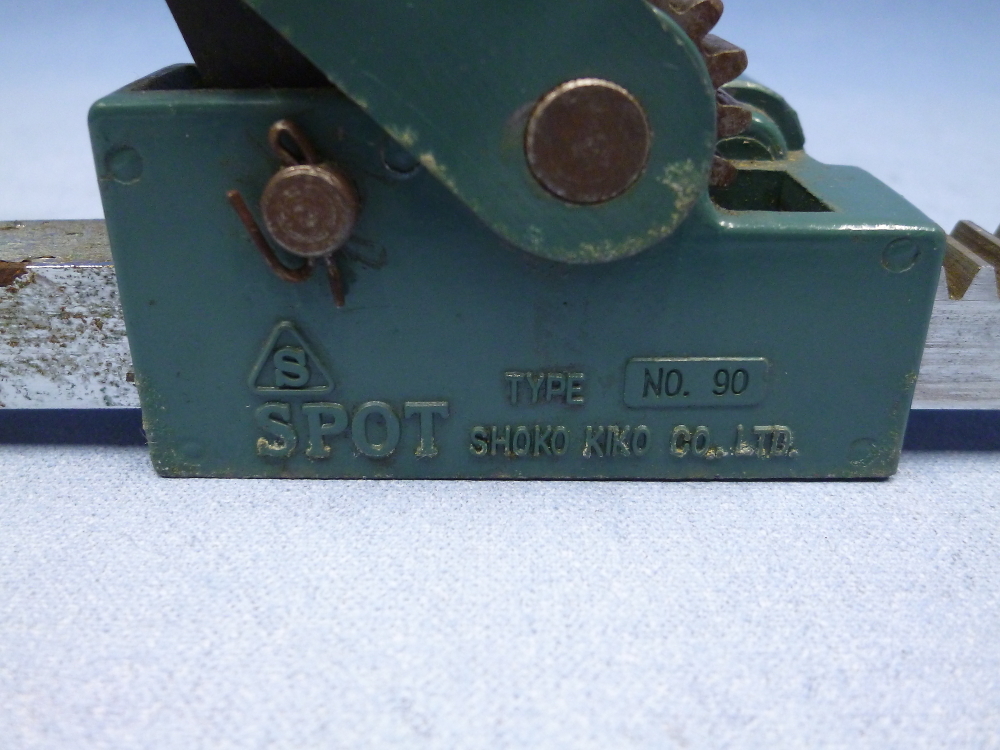 S
SPOT
TYPE NO. 90
SHOKO KIKO CO., LTD.